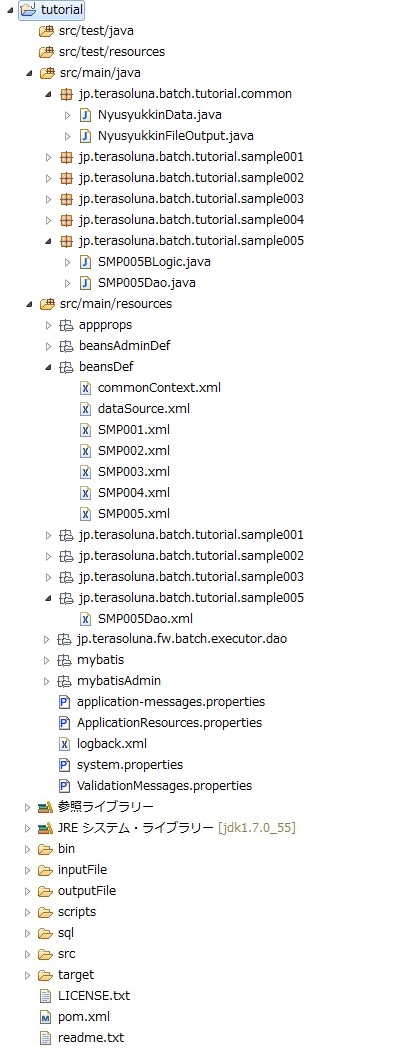 tutorial
src/test/java
src/test/resources
src/main/java
jp.terasoluna.batch.tutorial.common
NyusyukkinData.java
NyusyukkinFileOutput.java
jp.terasoluna.batch.tutorial.sample001
jp.terasoluna.batch.tutorial.sample002
jp.terasoluna.batch.tutorial.sample003
jp.terasoluna.batch.tutorial.sample004
jp.terasoluna.batch.tutorial.sample005
SMP005BLogic.java
SMP005Dao.java
src/main/resources
appprops
beansAdminDef
beansDef
commonContext.xml
dataSource.xml
SMP001.xml
SMP002.xml
SMP003.xml
SMP004.xml
SMP005.xml
jp.terasoluna.batch.tutorial.sample001
jp.terasoluna.batch.tutorial.sample002
jp.terasoluna.batch.tutorial.sample003
jp.terasoluna.batch.tutorial.sample005
SMP005Dao.xml
jp.terasoluna.fw.batch.executor.dao
mybatis
mybatisAdmin
application-messages.properties
ApplicationResources.properties
logback.xml
system.properties
ValidationMessages.properties
参照ライブラリー
JRE システム・ライブラリー [jdk1.7.0_55]
bin
inputFile
outputFile
scripts
sql
src
target
LICENSE.txt
pom.xml
readme.txt